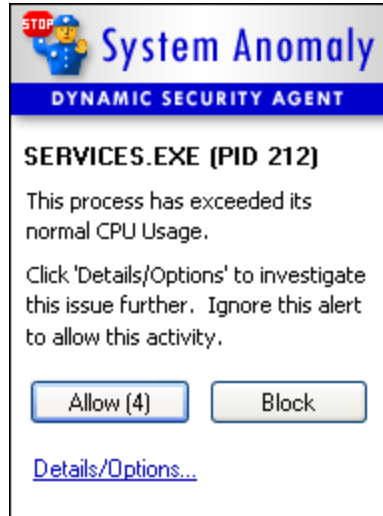 STOP
System Anomaly
DYNAMIC SECURITY AGENT
SERVICES.EXE (PID 212)
This process has exceeded its
normal CPU Usage.
Click 'Details/Options' to investigate
this issue further.  Ignore this alert
to allow this activity.
Allow (4)
Block
Details/Options...